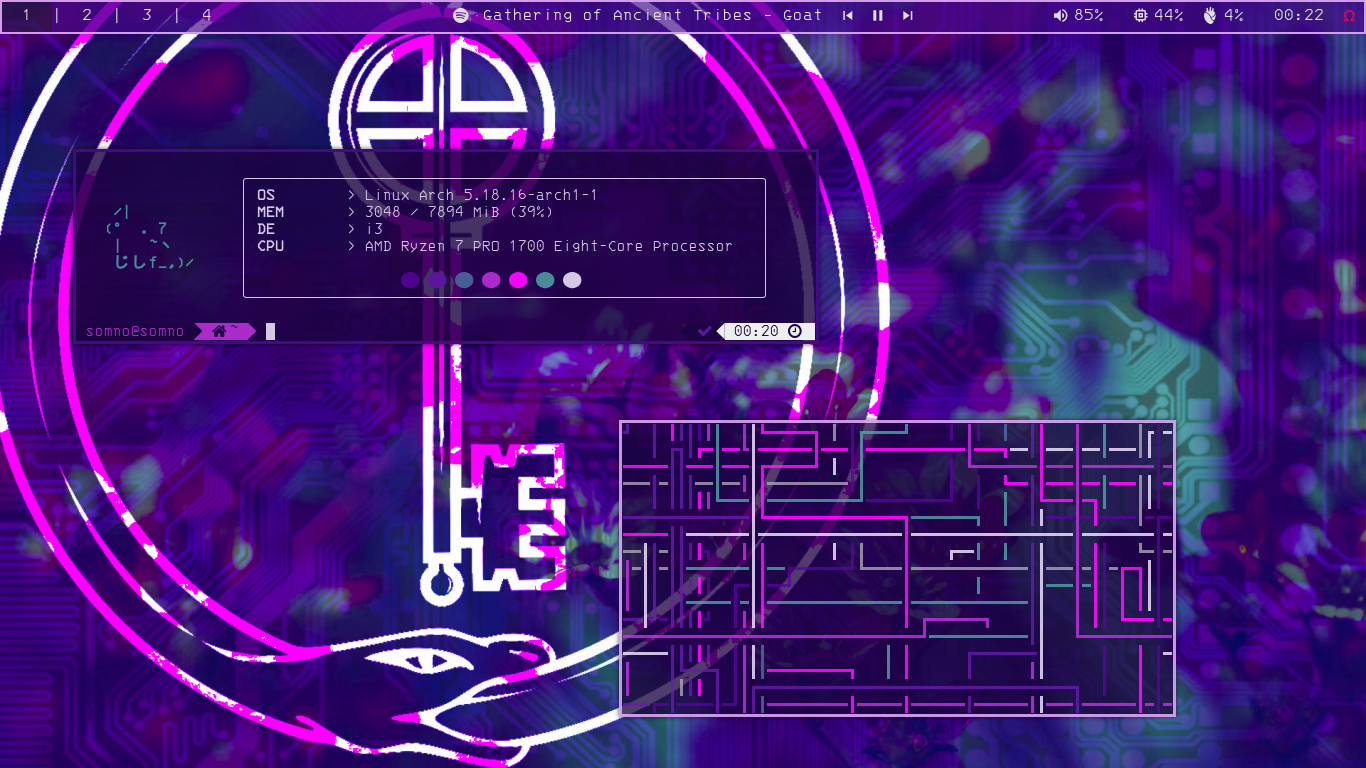 1 | 2 | 3 | 4 Gathering of Ancient Tribes - Goat 85% 44% 4% 00:22 Ω
OS > Linux Arch 5.18.16-arch1-1
MEM > 3048 / 7894 MiB (39%)
DE > i3
CPU > AMD Ryzen 7 PRO 1700 Eight-Core Processor
／|
(° . 7
| ~ヽ
じしf_,)ノ
somno@somno ~ 00:20